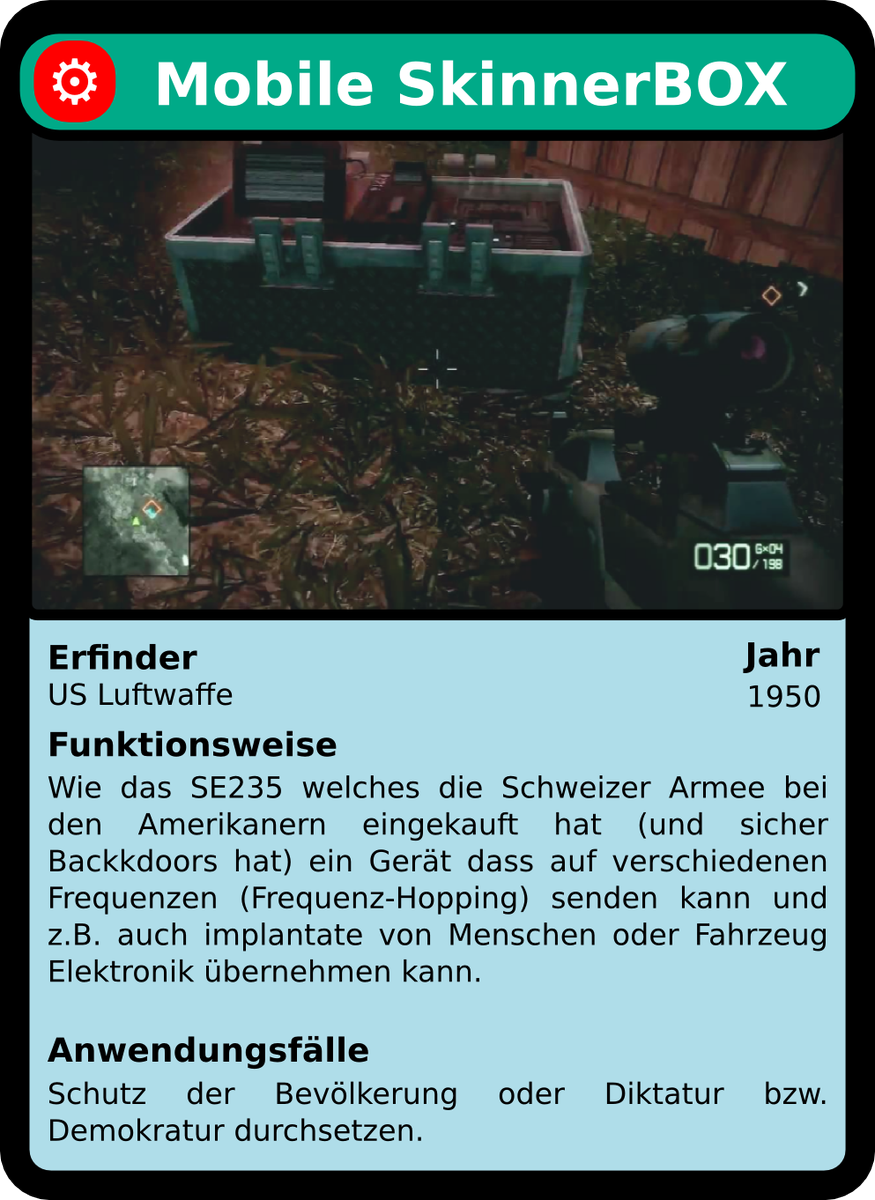 Mobile SkinnerBOX
030 6×04
/ 198
Erfinder
Jahr
US Luftwaffe
1950
Funktionsweise
Wie das SE235 welches die Schweizer Armee bei
den Amerikanern eingekauft hat (und sicher
Backkdoors hat) ein Gerät dass auf verschiedenen
Frequenzen (Frequenz-Hopping) senden kann und
z.B. auch implantate von Menschen oder Fahrzeug
Elektronik übernehmen kann.
Anwendungsfälle
Schutz der Bevölkerung oder Diktatur bzw.
Demokratur durchsetzen.